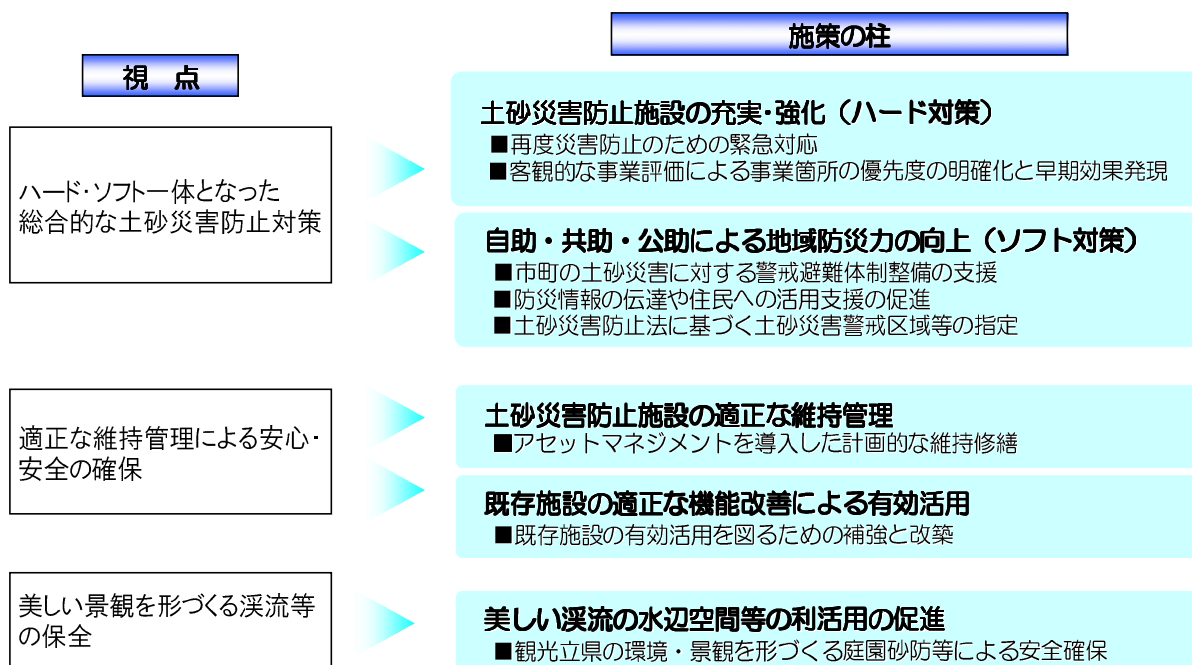 施策の柱
視 点
ハード・ソフト一体となった
総合的な土砂災害防止対策
土砂災害防止施設の充実・強化（ハード対策）
■再度災害防止のための緊急対応
■客観的な事業評価による事業箇所の優先度の明確化と早期効果発現
自助・共助・公助による地域防災力の向上（ソフト対策）
■市町の土砂災害に対する警戒避難体制整備の支援
■防災情報の伝達や住民への活用支援の促進
■土砂災害防止法に基づく土砂災害警戒区域等の指定
適正な維持管理による安心・
安全の確保
土砂災害防止施設の適正な維持管理
■アセットマネジメントを導入した計画的な維持修繕
既存施設の適正な機能改善による有効活用
■既存施設の有効活用を図るための補強と改築
美しい景観を形づくる渓流等
の保全
美しい渓流の水辺空間等の利活用の促進
■観光立県の環境・景観を形づくる庭園砂防等による安全確保